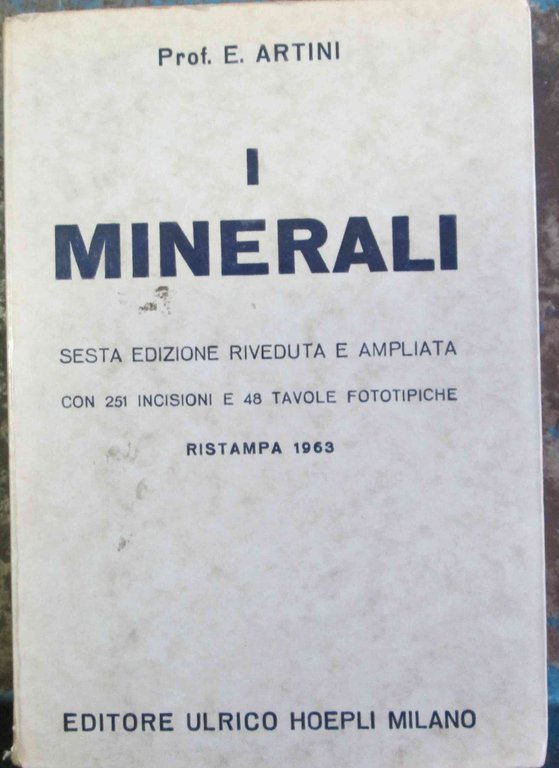 Prof. E. ARTINI
I
MINERALI
SESTA EDIZIONE RIVEDUTA E AMPLIATA
CON 251 INCISIONI E 48 TAVOLE FOTOTIPICHE
RISTAMPA 1963
EDITORE ULRICO HOEPLI MILANO